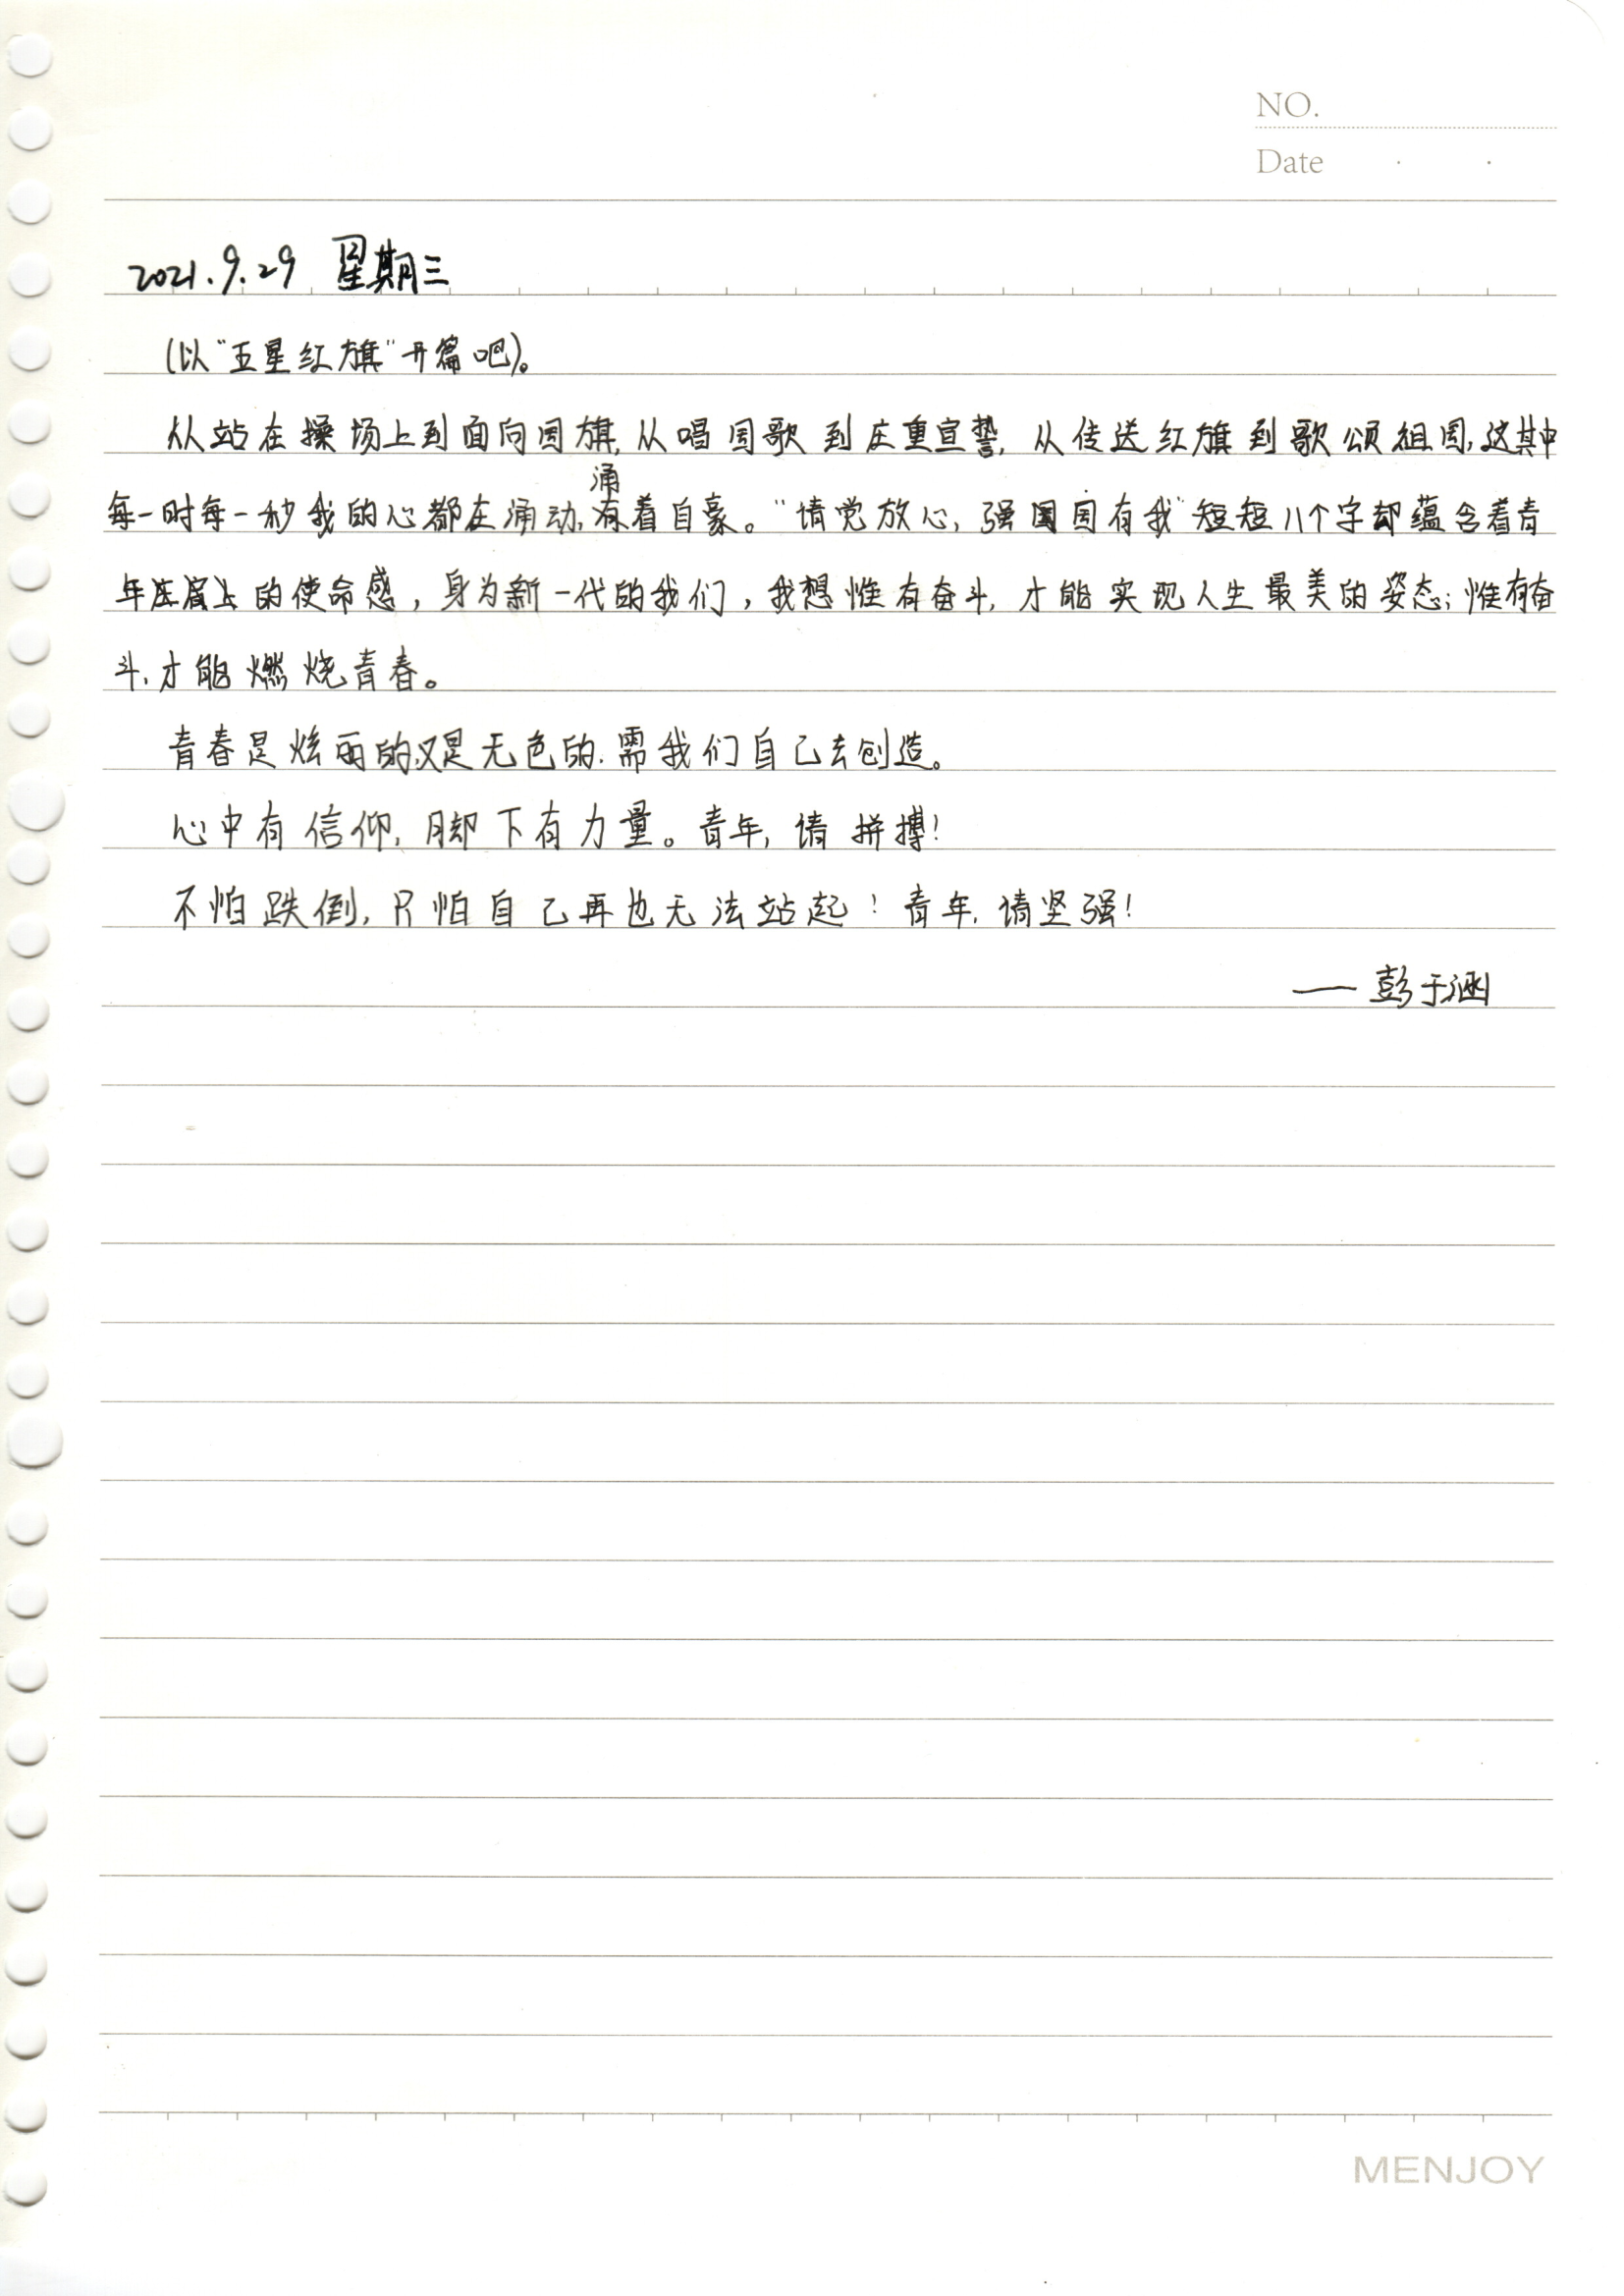 NO.
Date
2021.9.29 星期三
(以“五星红旗”开篇吧)。
从站在操场上到面向国旗,从唱国歌到庄重宣誓,从传送红旗到歌颂祖国,这其中
涌
每一时每一秒我的心都在涌动,有着自豪。“请党放心,强国国有我”短短八个字却蕴含着青
年在肩上的使命感,身为新一代的我们,我想惟有奋斗,才能实现人生最美的姿态;惟有奋
斗,才能燃烧青春。
青春是炫丽的,又是无色的.需我们自己去创造。
心中有信仰,脚下有力量。青年,请拼搏!
不怕跌倒,只怕自己再也无法站起!青年,请坚强!
——彭于涵
MENJOY